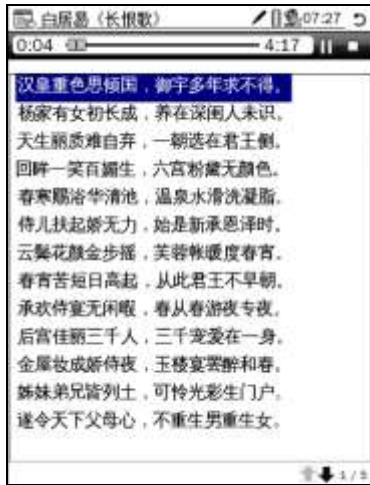 白居易（长恨歌） 07:27
0:04 4:17
汉皇重色思倾国，御宇多年求不得。
杨家有女初长成，养在深闺人未识。
天生丽质难自弃，一朝选在君王侧。
回眸一笑百媚生，六宫粉黛无颜色。
春寒赐浴华清池，温泉水滑洗凝脂。
侍儿扶起娇无力，始是新承恩泽时。
云鬓花颜金步摇，芙蓉帐暖度春宵。
春宵苦短日高起，从此君王不早朝。
承欢侍宴无闲暇，春从春游夜专夜。
后宫佳丽三千人，三千宠爱在一身。
金屋妆成娇侍夜，玉楼宴罢醉和春。
姊妹弟兄皆列土，可怜光彩生门户。
遂令天下父母心，不重生男重生女。
1/5